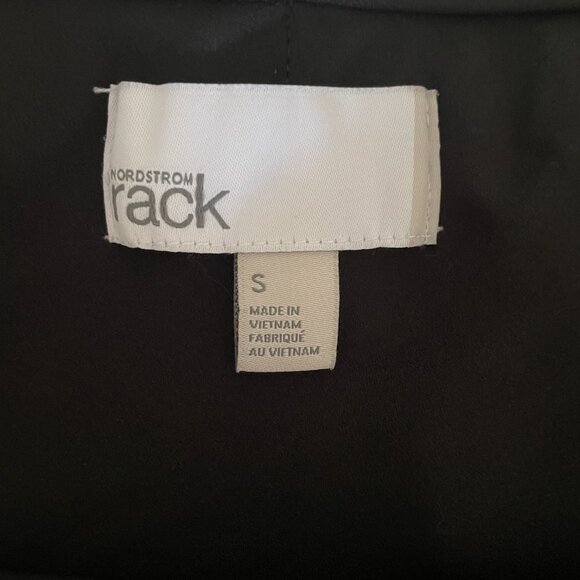 NORDSTROM
rack
S
MADE IN
VIETNAM
FABRIQUÉ
AU VIETNAM